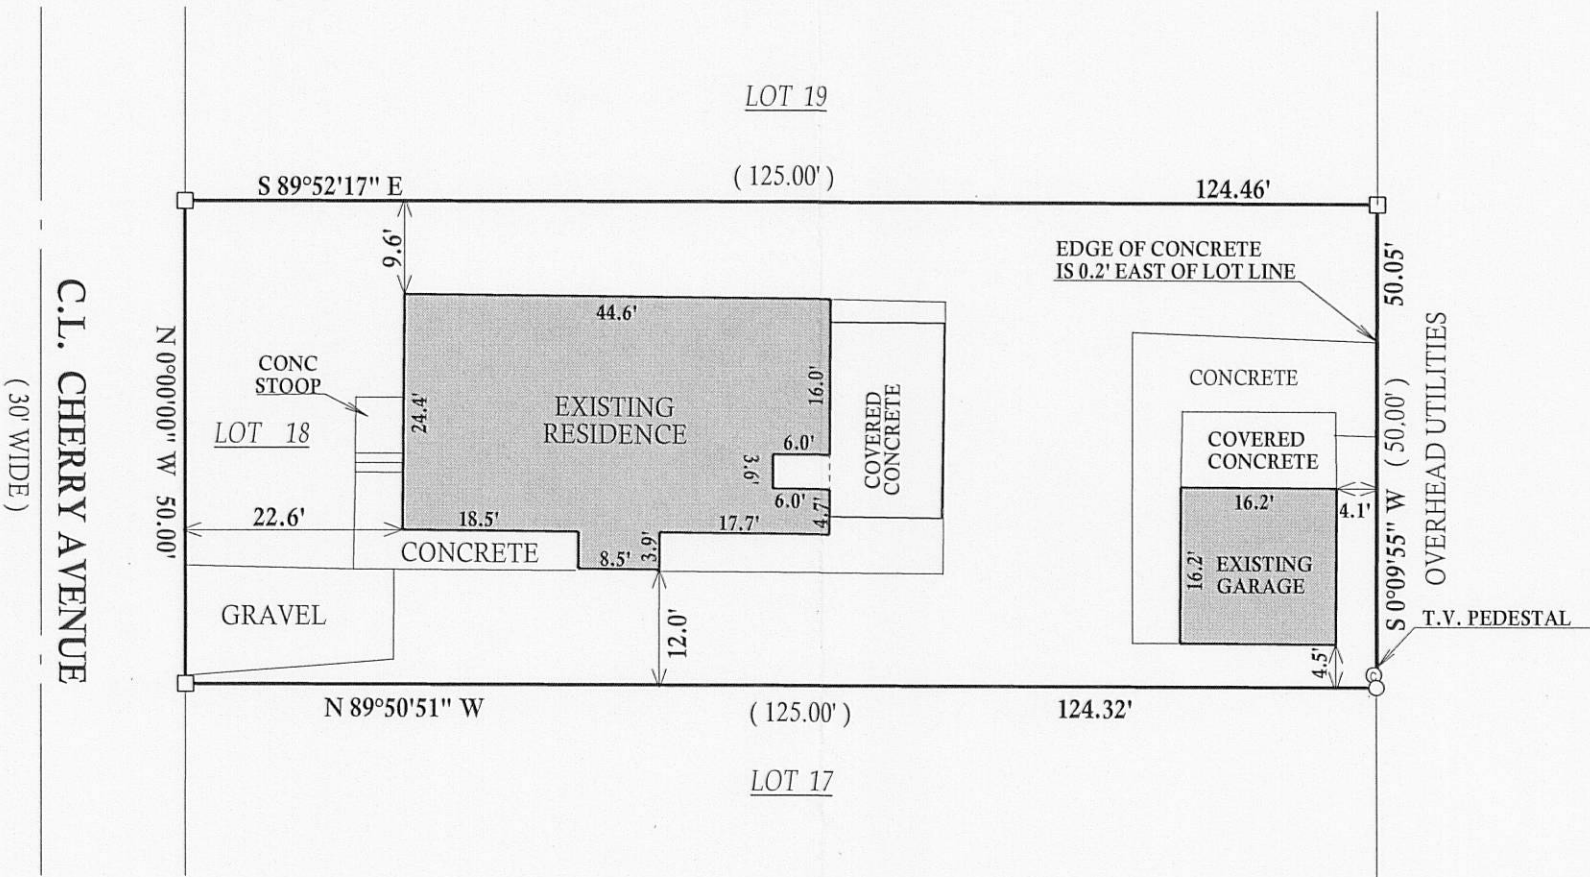 LOT 19
( 125.00' )
S 89°52'17" E
124.46'
9.6'
EDGE OF CONCRETE
IS 0.2' EAST OF LOT LINE
50.05'
44.6'
CONC
STOOP
LOT 18
24.4'
EXISTING
RESIDENCE
16.0'
6.0'
3.6'
6.0'
4.7'
COVERED
CONCRETE
CONCRETE
COVERED
CONCRETE
16.2'
4.1'
16.2'
EXISTING
GARAGE
4.5'
( 50.00' )
S 0°09'55" W
OVERHEAD UTILITIES
T.V. PEDESTAL
C.L. CHERRY AVENUE
( 30' WIDE )
N 0°00'00" W 50.00'
22.6'
18.5'
17.7'
CONCRETE
8.5'
3.9'
GRAVEL
12.0'
N 89°50'51" W
( 125.00' )
124.32'
LOT 17